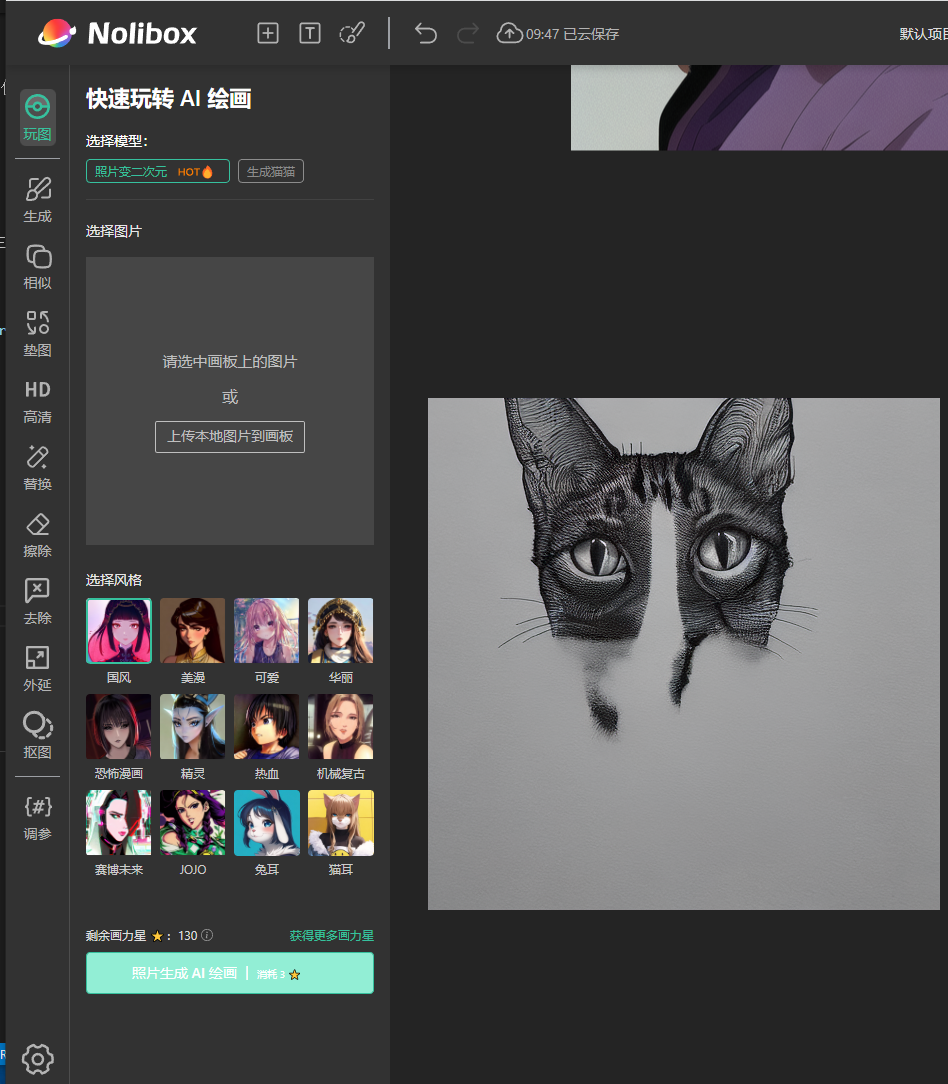 Nolibox
T
09:47 已云保存
默认项目
玩图
生成
相似
垫图
HD
高清
替换
擦除
去除
外延
抠图
{#}
调参
快速玩转 AI 绘画
选择模型:
照片变二次元 HOT
生成猫猫
选择图片
请选中画板上的图片
或
上传本地图片到画板
选择风格
国风 美漫 可爱 华丽
恐怖漫画 精灵 热血 机械复古
赛博未来 JOJO 兔耳 猫耳
剩余画力星 : 130
获得更多画力星
照片生成 AI 绘画 | 消耗 3